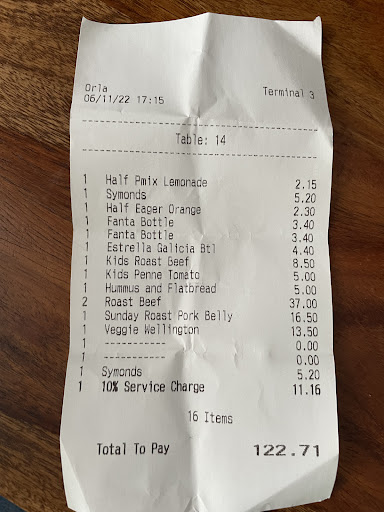 Orla
06/11/22 17:15 Terminal 3
Table: 14
1 Half Pmix Lemonade 2.15
1 Symonds 5.20
1 Half Eager Orange 2.30
1 Fanta Bottle 3.40
1 Fanta Bottle 3.40
1 Estrella Galicia Btl 4.40
1 Kids Roast Beef 8.50
1 Kids Penne Tomato 5.00
1 Hummus and Flatbread 5.00
2 Roast Beef 37.00
1 Sunday Roast Pork Belly 16.50
1 Veggie Wellington 13.50
1 ----------- 0.00
1 ----------- 0.00
1 Symonds 5.20
1 10% Service Charge 11.16
16 Items
Total To Pay 122.71